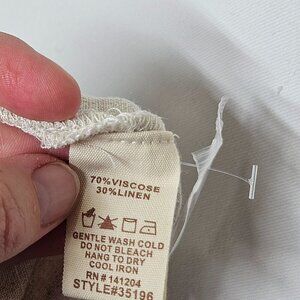 70%VISCOSE
30%LINEN
GENTLE WASH COLD
DO NOT BLEACH
HANG TO DRY
COOL IRON
RN#141204
STYLE#35196